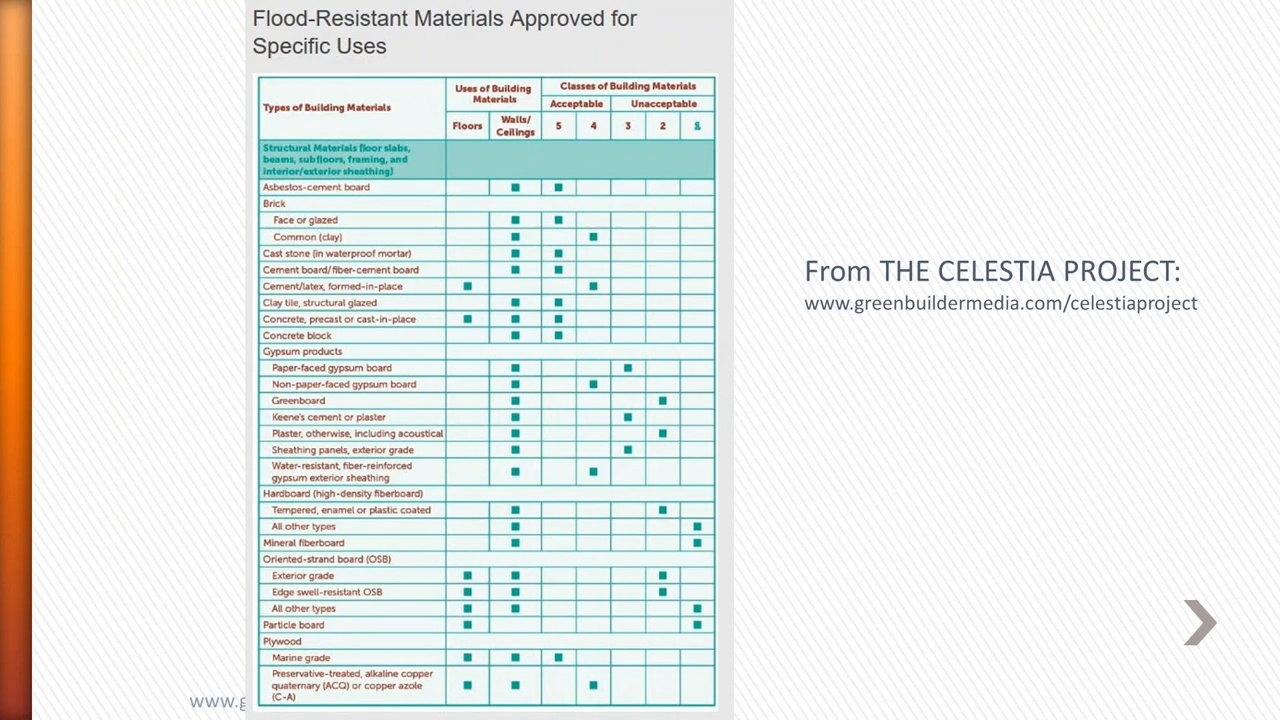 Flood-Resistant Materials Approved for
Specific Uses
Types of Building Materials
Uses of Building
Materials
Classes of Building Materials
Acceptable
Unacceptable
Floors
Walls/
Ceilings
5
4
3
2
Structural Materials (floor slabs,
beams, subfloors, framing, and
interior/exterior sheathing)
Asbestos-cement board
Brick
Face or glazed
Common (clay)
Cast stone (in waterproof mortar)
Cement board/fiber-cement board
Cement/latex, formed-in-place
Clay tile, structural glazed
Concrete, precast or cast-in-place
Concrete block
Gypsum products
Paper-faced gypsum board
Non-paper-faced gypsum board
Greenboard
Keene's cement or plaster
Plaster, otherwise, including acoustical
Sheathing panels, exterior grade
Water-resistant, fiber-reinforced
gypsum exterior sheathing
Hardboard (high-density fiberboard)
Tempered, enamel or plastic coated
All other types
Mineral fiberboard
Oriented-strand board (OSB)
Exterior grade
Edge swell-resistant OSB
All other types
Particle board
Plywood
Marine grade
Preservative-treated, alkaline copper
quaternary (ACQ) or copper azole
(C-A)
From THE CELESTIA PROJECT:
www.greenbuildermedia.com/celestiaproject
www.g